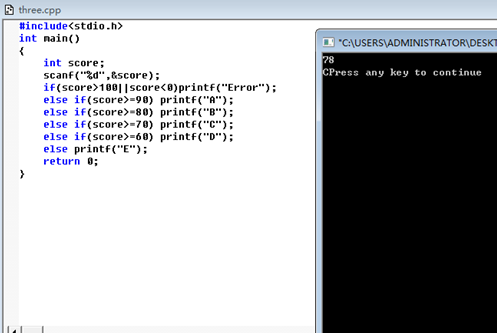 three.cpp
#include<stdio.h>
int main()
{
    int score;
    scanf("%d",&score);
    if(score>100||score<0)printf("Error");
    else if(score>=90) printf("A");
    else if(score>=80) printf("B");
    else if(score>=70) printf("C");
    else if(score>=60) printf("D");
    else printf("E");
    return 0;
}
"C:\USERS\ADMINISTRATOR\DESKT
78
CPress any key to continue